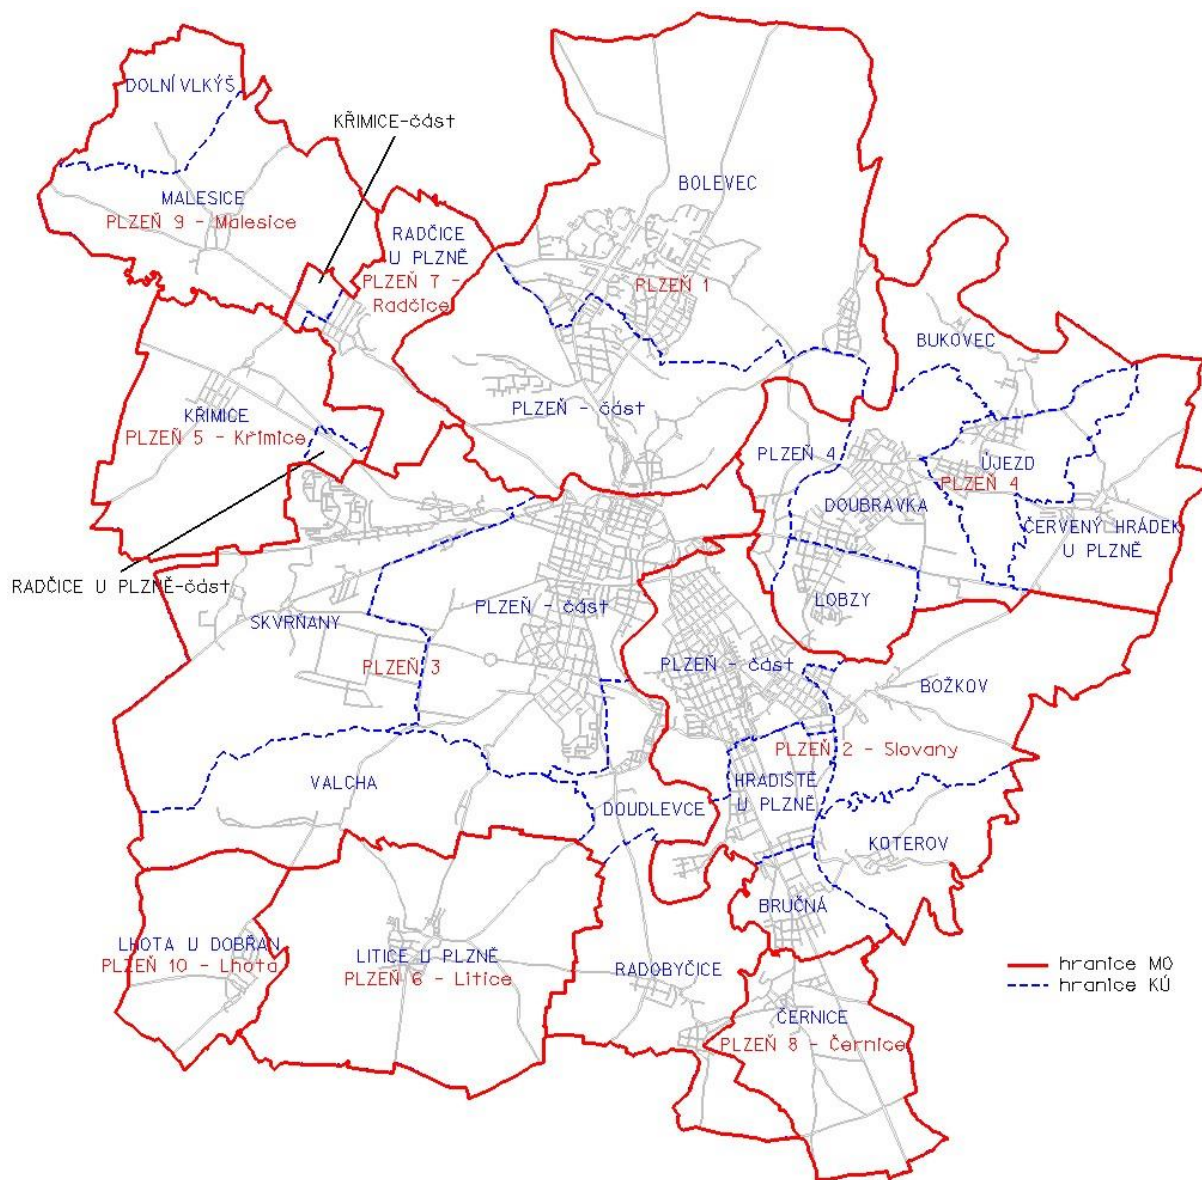 DOLNÍ VLKÝŠ
KŘIMICE-část
BOLEVEC
MALESICE
PLZEŇ 9 - Malesice
RADČICE
U PLZNĚ
PLZEŇ 7 -
Radčice
PLZEŇ 1
BUKOVEC
KŘIMICE
PLZEŇ 5 - Křimice
PLZEŇ - část
PLZEŇ 4
ÚJEZD
PLZEŇ 4
DOUBRAVKA
ČERVENÝ HRÁDEK
U PLZNĚ
RADČICE U PLZNĚ-část
LOBZY
SKVRŇANY
PLZEŇ - část
PLZEŇ 3
PLZEŇ - část
BOŽKOV
PLZEŇ 2 - Slovany
VALCHA
HRADIŠTĚ
U PLZNĚ
DOUDLEVCE
KOTEROV
BRUČNÁ
LHOTA U DOBŘAN
PLZEŇ 10 - Lhota
LITICE U PLZNĚ
PLZEŇ 6 - Litice
RADOBYČICE
hranice MO
hranice KÚ
ČERNICE
PLZEŇ 8 - Černice